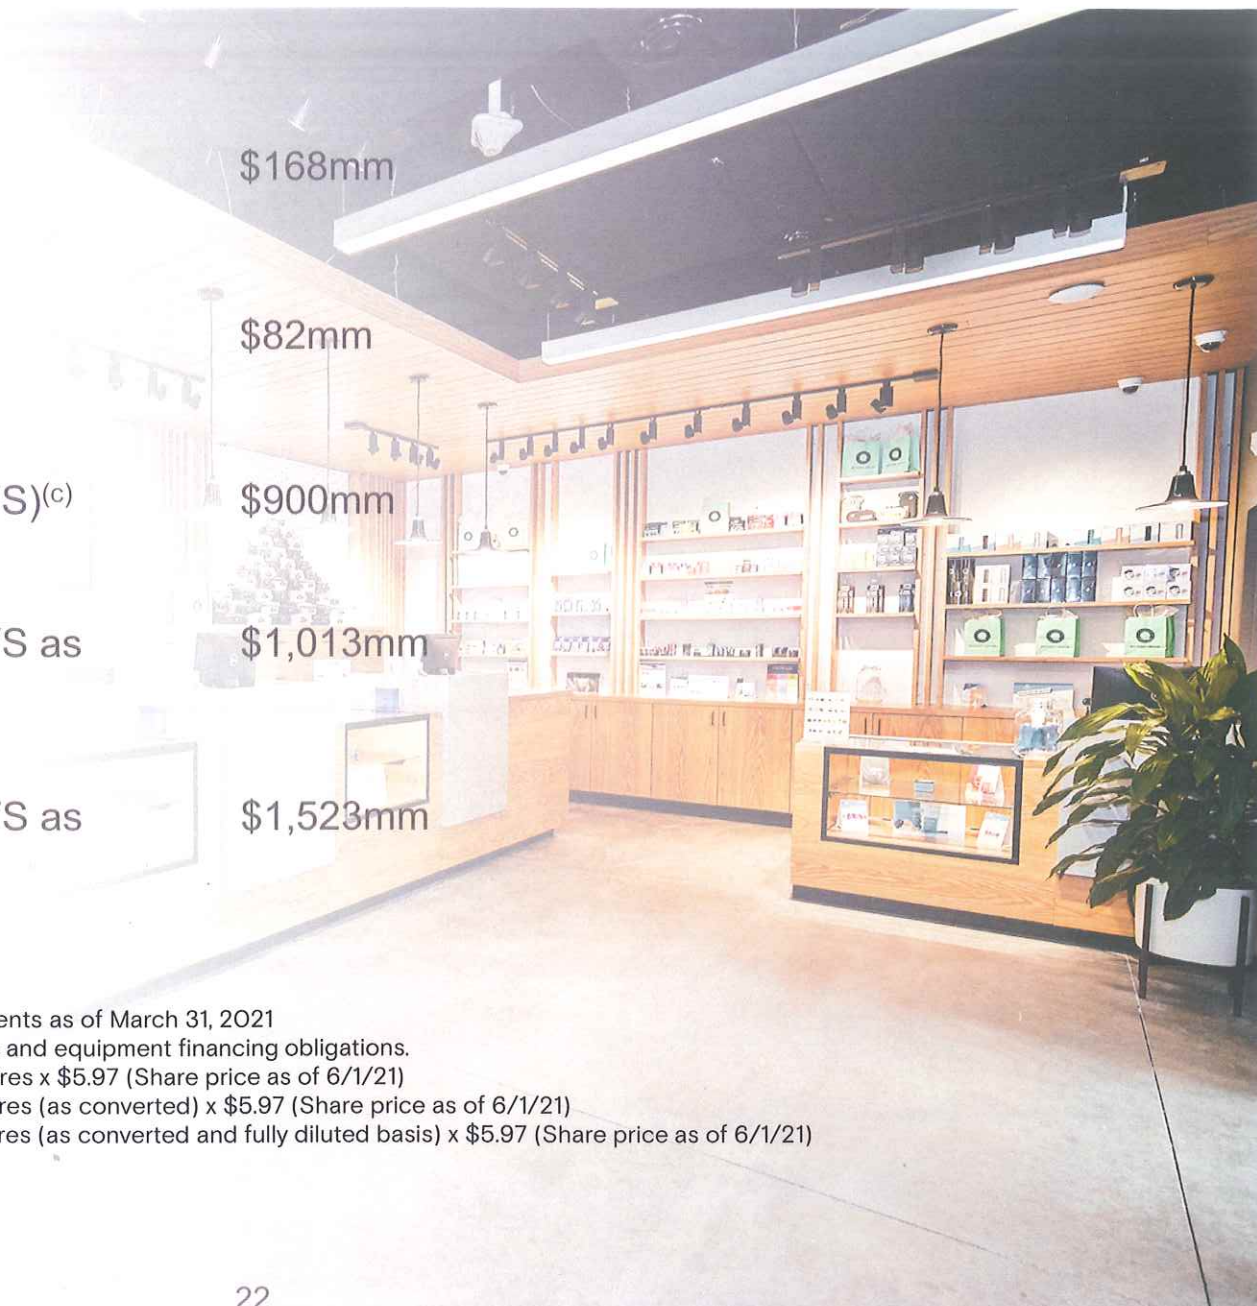 $168mm
$82mm
S)(c) $900mm
S as $1,013mm
S as $1,523mm
ents as of March 31, 2021
and equipment financing obligations.
res x $5.97 (Share price as of 6/1/21)
res (as converted) x $5.97 (Share price as of 6/1/21)
res (as converted and fully diluted basis) x $5.97 (Share price as of 6/1/21)
22